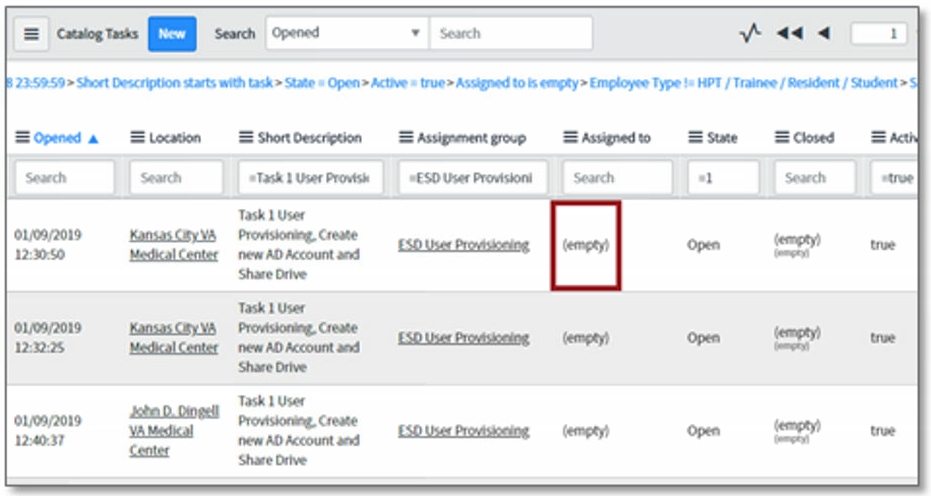 Catalog Tasks New Search Opened Search 1
8 23:59:59 > Short Description starts with task > State = Open > Active = true > Assigned to is empty > Employee Type != HPT / Trainee / Resident / Student > S
Opened Location Short Description Assignment group Assigned to State Closed Activ
Search Search =Task 1 User Provisi =ESD User Provisioni Search =1 Search =true
01/09/2019
12:30:50
Kansas City VA
Medical Center
Task 1 User
Provisioning, Create
new AD Account and
Share Drive
ESD User Provisioning
(empty)
Open
(empty)
(empty)
true
01/09/2019
12:32:25
Kansas City VA
Medical Center
Task 1 User
Provisioning, Create
new AD Account and
Share Drive
ESD User Provisioning
(empty)
Open
(empty)
(empty)
true
01/09/2019
12:40:37
John D. Dingell
VA Medical
Center
Task 1 User
Provisioning, Create
new AD Account and
Share Drive
ESD User Provisioning
(empty)
Open
(empty)
(empty)
true